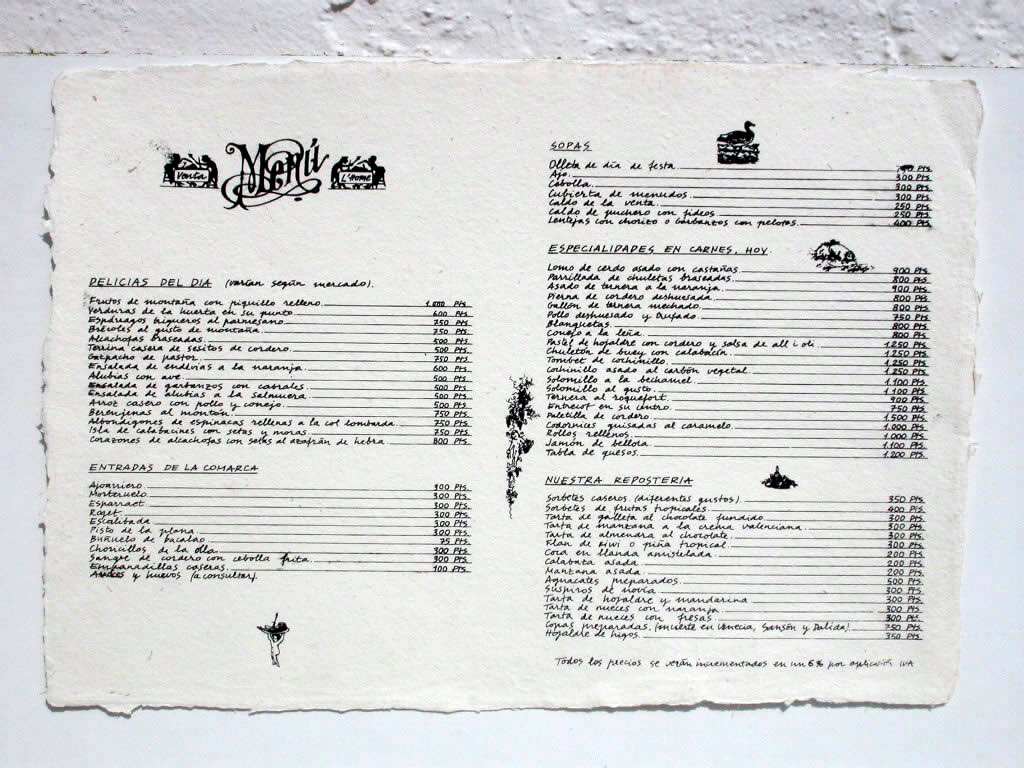 Venta Menú L'Home
DELICIAS DEL DIA (varían según mercado).
Frutos de montaña con piquillo relleno 1.000 Pts.
Verduras de la huerta en su punto 600 Pts.
Espárragos trigueros al parmesano 750 Pts.
Brécoles al gusto de montaña 750 Pts.
Alcachofas braseadas 500 Pts.
Terrina casera de sesitos de cordero 500 Pts.
Gazpacho de pastor 750 Pts.
Ensalada de endivias a la naranja 600 Pts.
Alubias con ave 500 Pts.
Ensalada de garbanzos con cabrales 500 Pts.
Ensalada de alubias a la salmuera 500 Pts.
Arroz casero con pollo y conejo 500 Pts.
Berenjenas al montón 750 Pts.
Albondigones de espinacas rellenas a la col lombarda 750 Pts.
Isla de calabacines con setas y moras 750 Pts.
Corazones de alcachofas con setas al azafrán de hebra 800 Pts.
ENTRADAS DE LA COMARCA
Ajoarriero 300 Pts.
Morteruelo 300 Pts.
Esparraet 300 Pts.
Rojet 300 Pts.
Escalibada 300 Pts.
Pisto de la plana 300 Pts.
Buñuelo de bacalao 75 Pts.
Choricillos de la olla 300 Pts.
Sangre de cordero con cebolla frita 300 Pts.
Empanadillas caseras 100 Pts.
y huevos (a consultar).
SOPAS
Olleta de día de festa Pts.
Ajo 300 Pts.
Cebolla 300 Pts.
Cubierta de menudos 300 Pts.
Caldo de la venta 250 Pts.
Caldo de puchero con fideos 250 Pts.
Lentejas con chorizo o Garbanzos con pelotas 400 Pts.
ESPECIALIDADES EN CARNES, HOY
Lomo de cerdo asado con castañas 900 Pts.
Parrillada de chuletas braseadas 800 Pts.
Asado de ternera a la naranja 900 Pts.
Pierna de cordero deshuesada 800 Pts.
Gallón de ternera mechado 800 Pts.
Pollo deshuesado y trufado 750 Pts.
Blanquetas 800 Pts.
Conejo a la leña 800 Pts.
Pastel de hojaldre con cordero y salsa de all i oli 1.250 Pts.
Chuletón de buey con calabacín 1.250 Pts.
Tombet de cochinillo 1.250 Pts.
Cochinillo asado al carbón vegetal 1.250 Pts.
Solomillo a la bechamel 1.100 Pts.
Solomillo al gusto 1.100 Pts.
Ternera al roquefort 900 Pts.
Entrecot en su centro 750 Pts.
Paletilla de cordero 1.500 Pts.
Codornices guisadas al caramelo 1.000 Pts.
Rollos rellenos 1.000 Pts.
Jamón de bellota 1.100 Pts.
Tabla de quesos 1.200 Pts.
NUESTRA REPOSTERIA
Sorbetes caseros (diferentes gustos) 350 Pts.
Sorbetes de frutas tropicales 400 Pts.
Tarta de galleta al chocolate fundido 300 Pts.
Tarta de manzana a la crema valenciana 300 Pts.
Tarta de almendra al chocolate 300 Pts.
Flan de kiwi o piña tropical 300 Pts.
Coca en llanda amistelada 200 Pts.
Calabaza asada 200 Pts.
Manzana asada 200 Pts.
Aguacates preparados 500 Pts.
Suspiros de novia 300 Pts.
Tarta de hojaldre y mandarina 300 Pts.
Tarta de nueces con naranja 300 Pts.
Tarta de nueces con fresas 300 Pts.
Copas preparadas. (muerte en Venecia, Sansón y Dalida) 750 Pts.
Hojaldre de higos 350 Pts.
Todos los precios se verán incrementados en un 6% por aplicación IVA